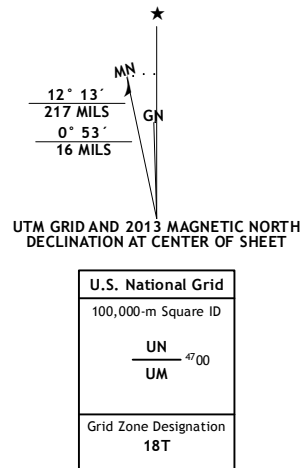 ★
MN
12° 13´
217 MILS
GN
0° 53´
16 MILS
UTM GRID AND 2013 MAGNETIC NORTH
DECLINATION AT CENTER OF SHEET
U.S. National Grid
100,000-m Square ID
UN
4700
UM
Grid Zone Designation
18T